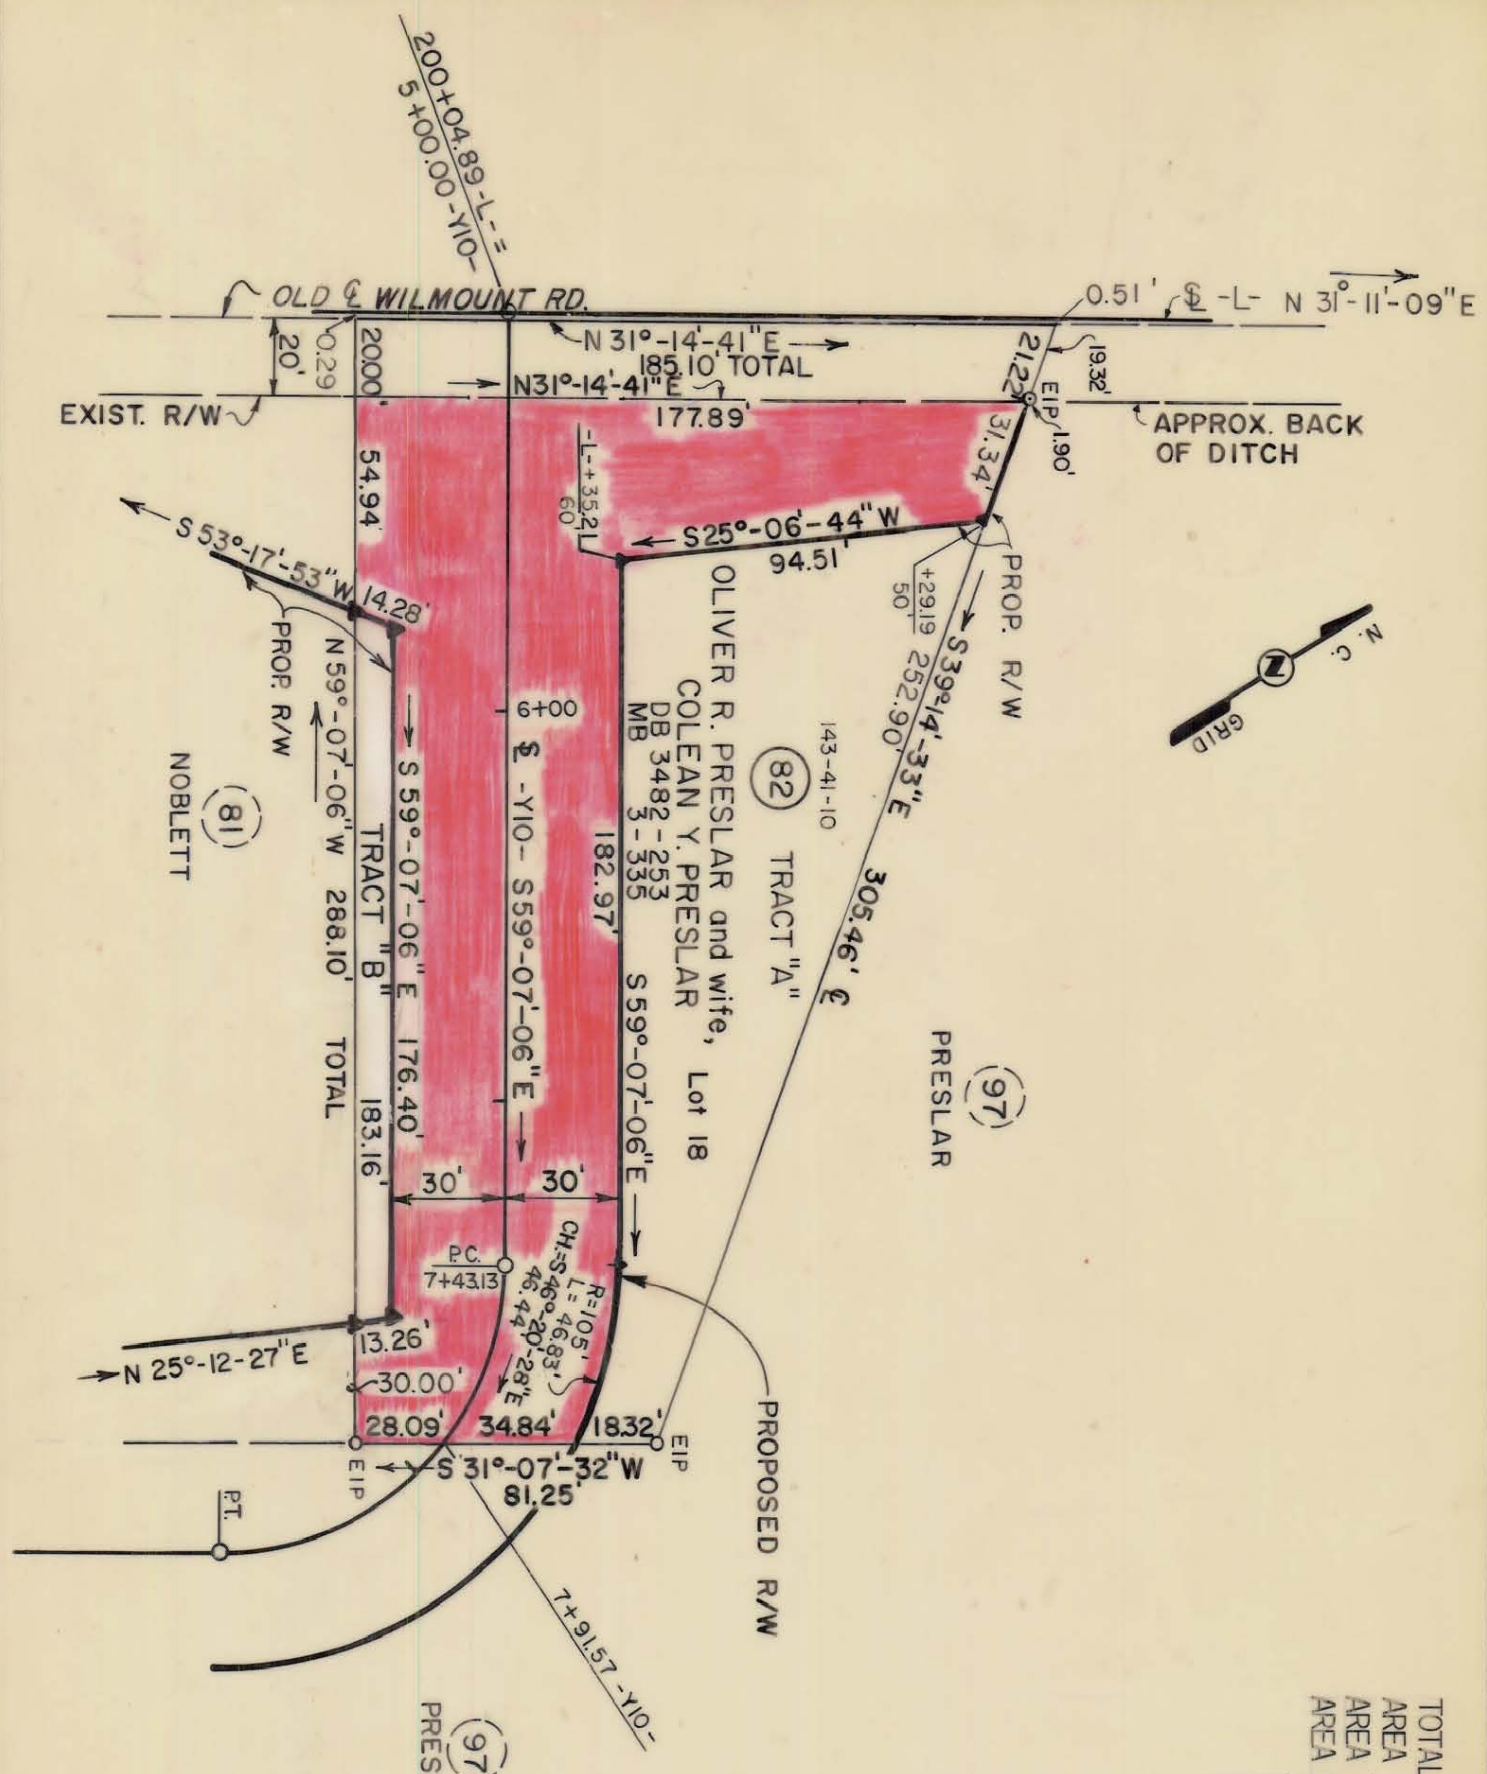 200+04.89-L- =
5+00.00-Y10-
OLD ℄ WILMOUNT RD.
0.51'
℄ -L- N 31°-11'-09"E
N 31°-14'-41"E
185.10' TOTAL
N31°-14'-41"E
177.89'
20'
0.29
20.00'
21.22'
19.32'
EIP
1.90'
EXIST. R/W
APPROX. BACK
OF DITCH
54.94'
31.34'
-L-+35.21
60'
S25°-06'-44"W
94.51'
+29.19
50'
PROP. R/W
S 53°-17'-53"W
14.28'
PROP. R/W
N 59°-07'-06"W 288.10' TOTAL
TRACT "B"
183.16'
S 59°-07'-06"E 176.40'
6+00
℄ -Y10- S59°-07'-06"E
182.97'
S 59°-07'-06"E
OLIVER R. PRESLAR and wife,
COLEAN Y. PRESLAR Lot 18
DB 3482-253
MB 3-335
82
TRACT "A"
143-41-10
S39°-14'-33"E
252.90'
305.46' ℄
N. C.
N
GRID
81
NOBLETT
97
PRESLAR
30'
30'
P.C.
7+43.13
R=105'
L= 46.83'
CH.=S46°-20'-28"E
46.44'
N 25°-12-27"E
13.26'
30.00'
28.09'
34.84'
18.32'
EIP
EIP
S 31°-07'-32"W
81.25'
PROPOSED R/W
P.T.
7+91.57 -Y10-
97
PRES
TOTAL
AREA
AREA
AREA